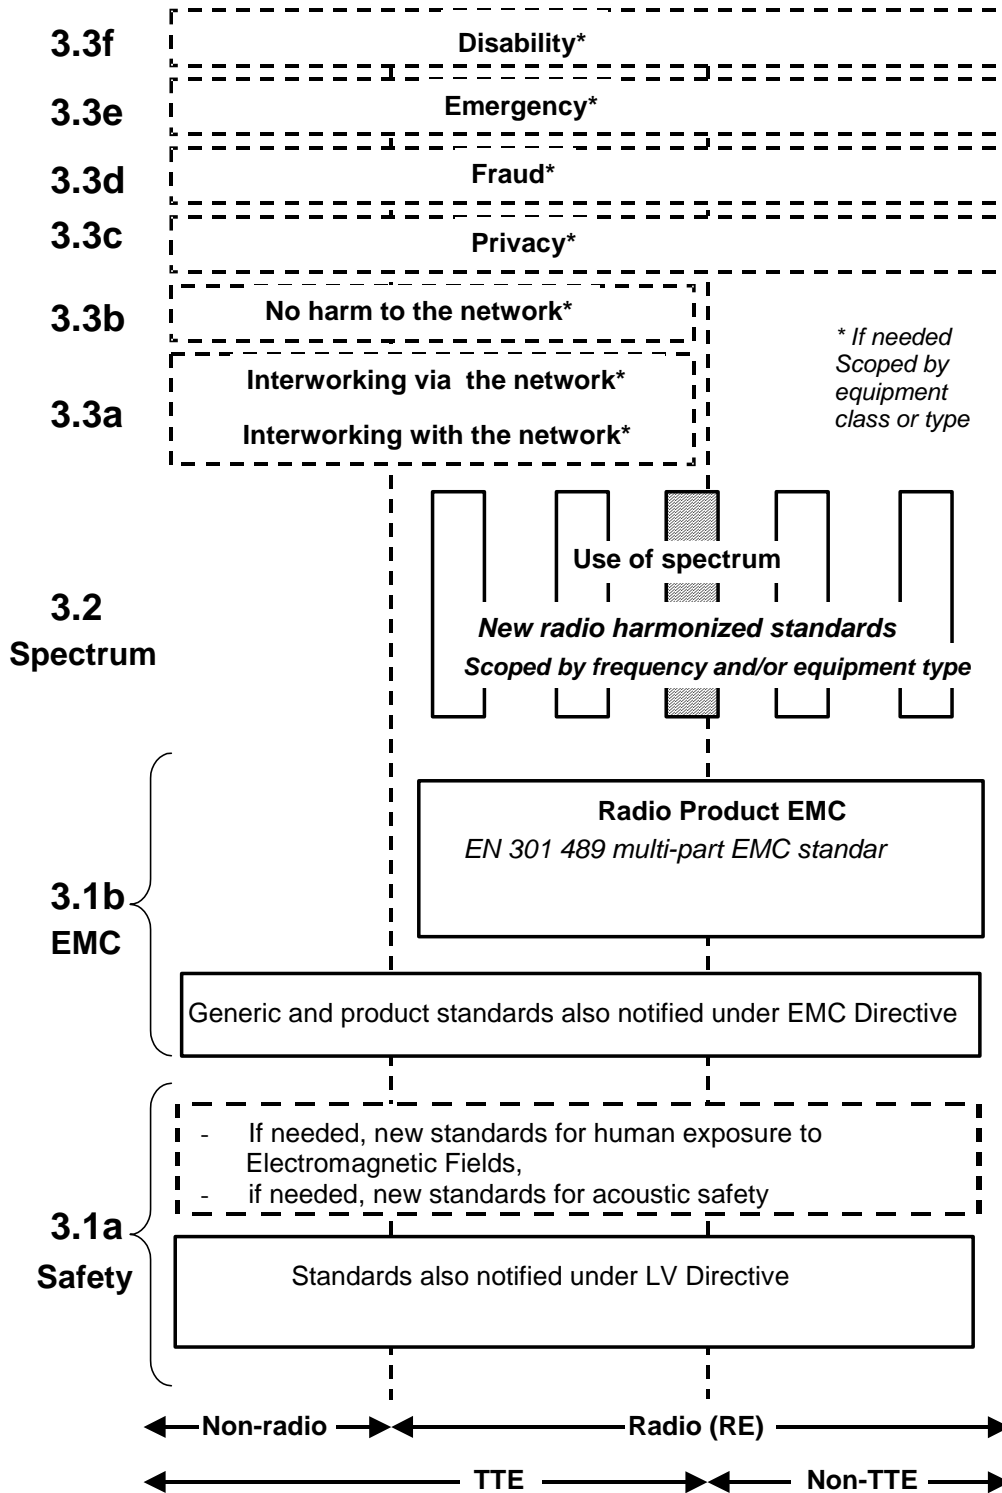 3.3f
Disability*
3.3e
Emergency*
3.3d
Fraud*
3.3c
Privacy*
3.3b
No harm to the network*
* If needed
Scoped by
equipment
class or type
3.3a
Interworking via the network*
Interworking with the network*
3.2
Spectrum
Use of spectrum
New radio harmonized standards
Scoped by frequency and/or equipment type
3.1b
EMC
Radio Product EMC
EN 301 489 multi-part EMC standar
Generic and product standards also notified under EMC Directive
3.1a
Safety
- If needed, new standards for human exposure to
Electromagnetic Fields,
- if needed, new standards for acoustic safety
Standards also notified under LV Directive
Non-radio
Radio (RE)
TTE
Non-TTE